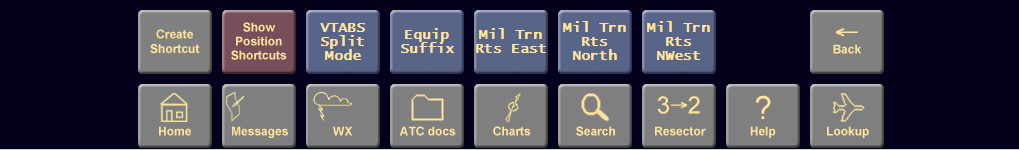 Create
Shortcut
Show
Position
Shortcuts
VTABS
Split
Mode
Equip
Suffix
Mil Trn
Rts East
Mil Trn
Rts
North
Mil Trn
Rts
NWest
Back
Home
Messages
WX
ATC docs
Charts
Search
3→2
Resector
?
Help
Lookup